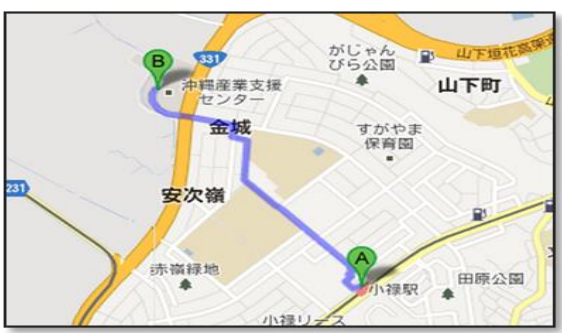 がじゃん
びら公園
山下垣花高架道
331
B
山下町
沖縄産業支援
センター
金城
すがやま
保育園
231
安次嶺
A
赤嶺緑地
小禄駅
田原公園
小禄リース